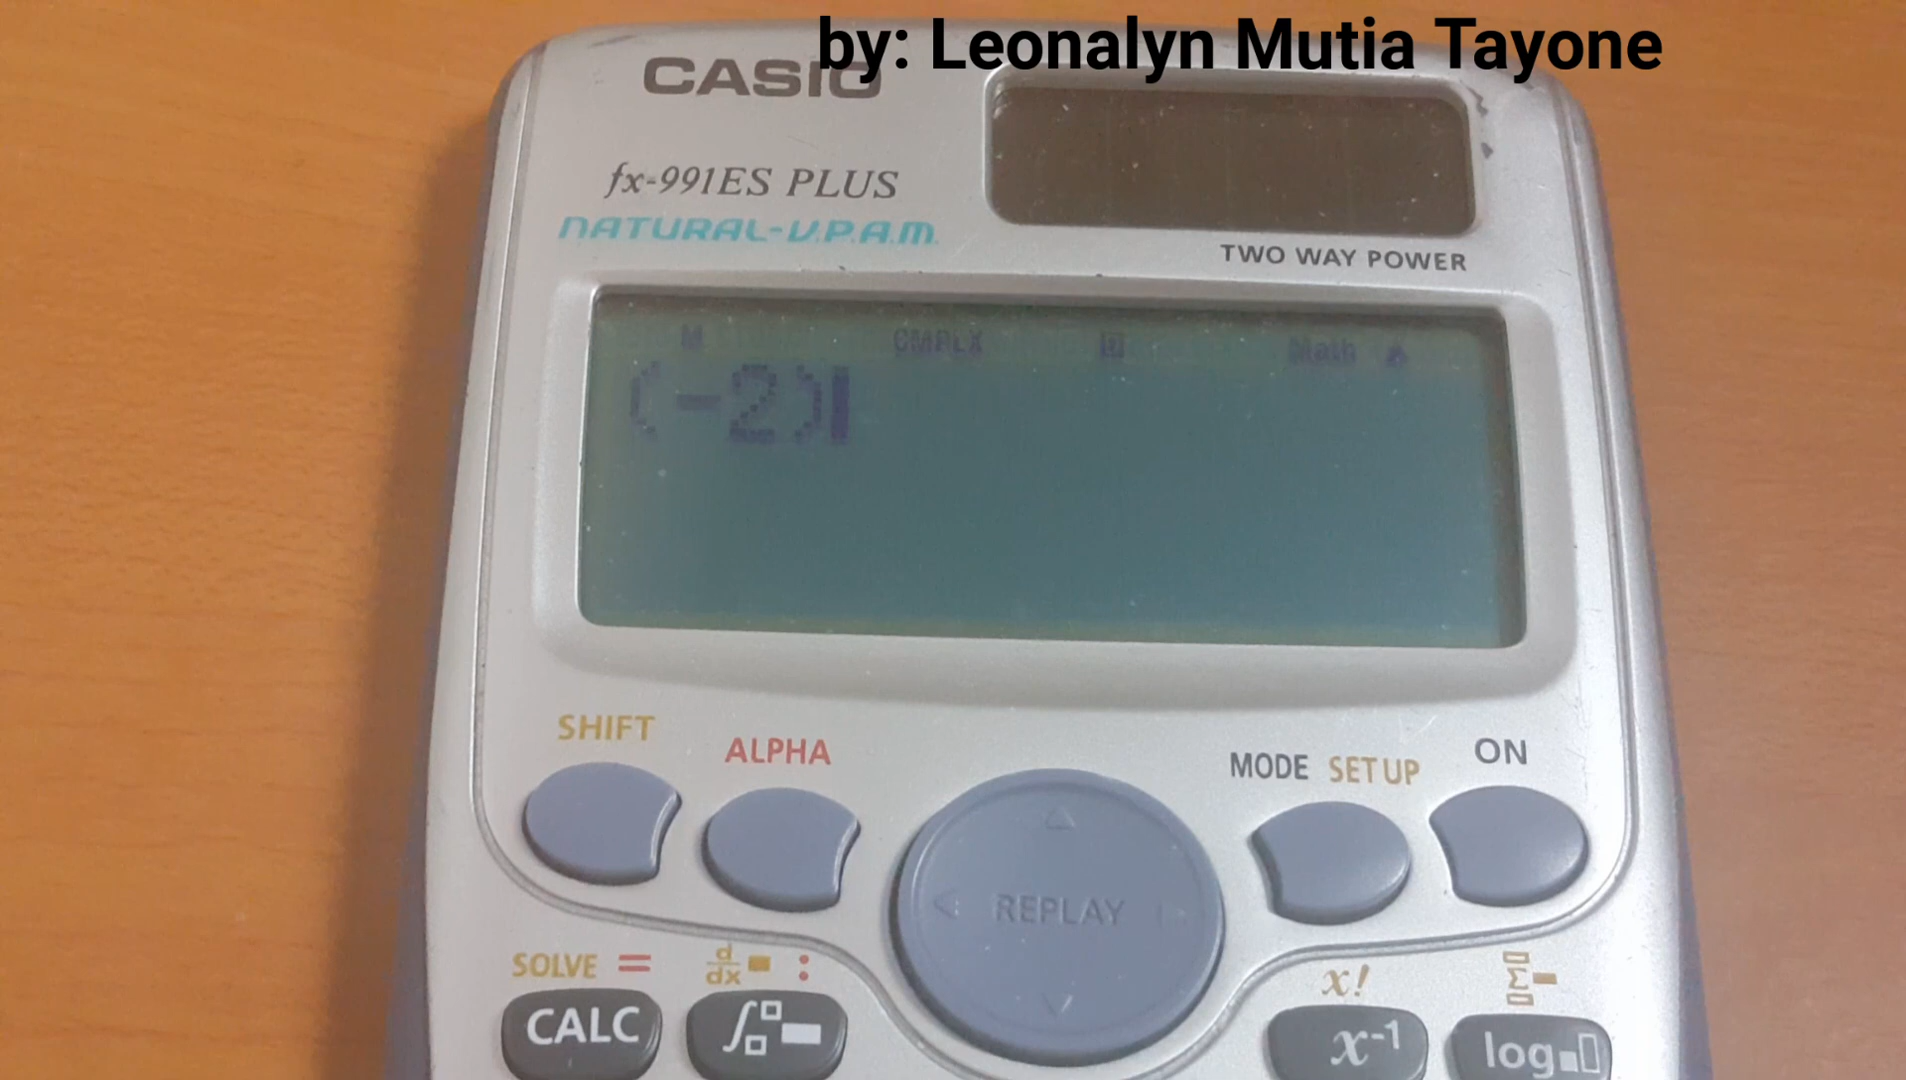 by: Leonalyn Mutia Tayone
CASIO
fx-991ES PLUS
NATURAL-V.P.A.M.
TWO WAY POWER
M CMPLX D Math ▲
(-2)
SHIFT
ALPHA
MODE SETUP
ON
REPLAY
SOLVE =
d/dx :
x!
Σ
CALC
∫
x⁻¹
log